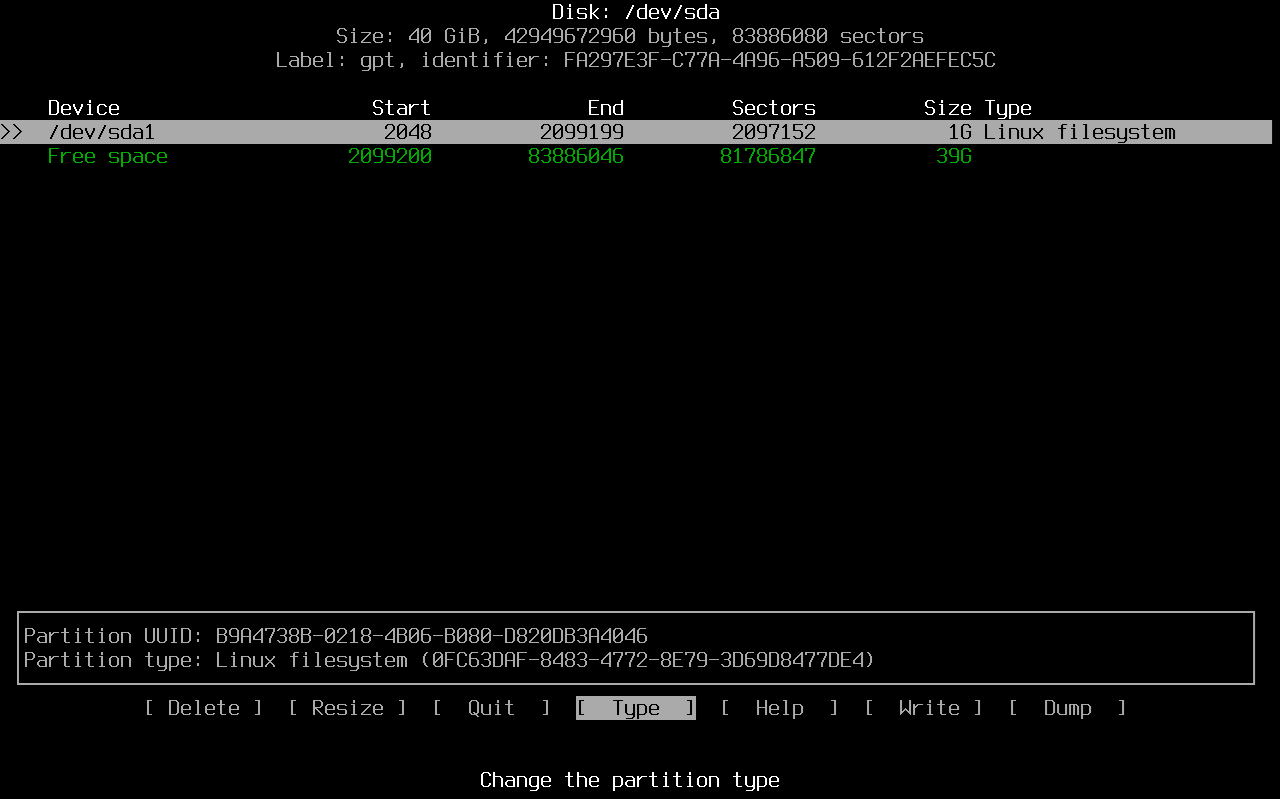 Disk: /dev/sda
Size: 40 GiB, 42949672960 bytes, 83886080 sectors
Label: gpt, identifier: FA297E3F-C77A-4A96-A509-612F2AEFEC5C
Device Start End Sectors Size Type
>> /dev/sda1 2048 2099199 2097152 1G Linux filesystem
Free space 2099200 83886046 81786847 39G
Partition UUID: B9A4738B-0218-4B06-B080-D820DB3A4046
Partition type: Linux filesystem (0FC63DAF-8483-4772-8E79-3D69D8477DE4)
[ Delete ] [ Resize ] [ Quit ] [ Type ] [ Help ] [ Write ] [ Dump ]
Change the partition type